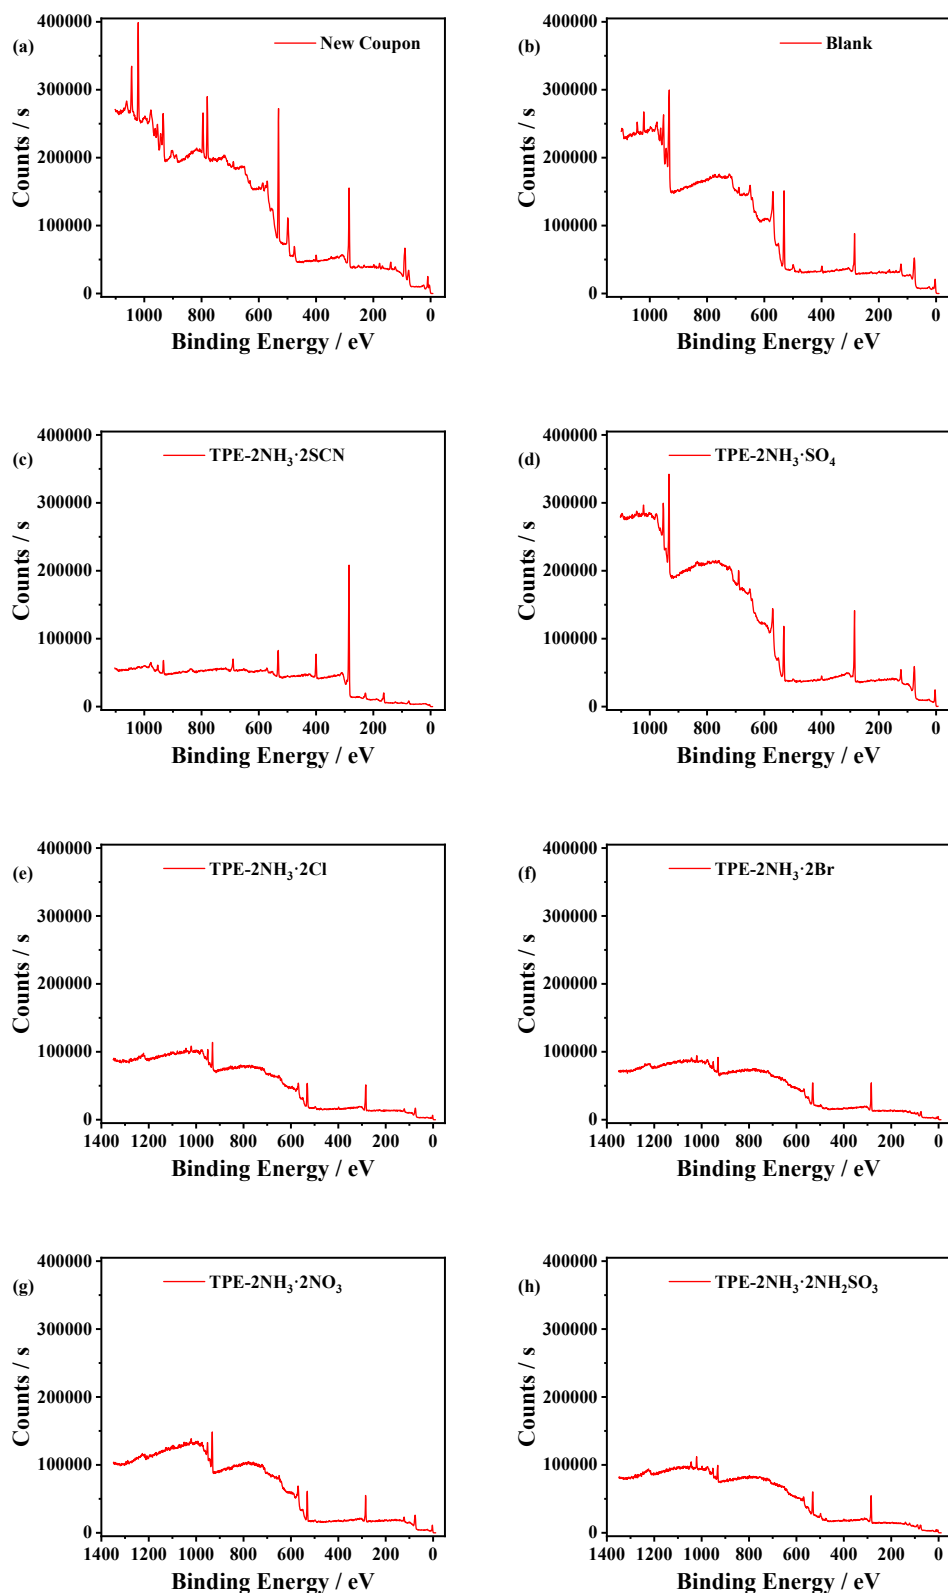 (a)
New Coupon
400000
300000
200000
100000
0
Counts / s
1000 800 600 400 200 0
Binding Energy / eV
(b)
Blank
400000
300000
200000
100000
0
Counts / s
1000 800 600 400 200 0
Binding Energy / eV
(c)
TPE-2NH₃·2SCN
400000
300000
200000
100000
0
Counts / s
1000 800 600 400 200 0
Binding Energy / eV
(d)
TPE-2NH₃·SO₄
400000
300000
200000
100000
0
Counts / s
1000 800 600 400 200 0
Binding Energy / eV
(e)
TPE-2NH₃·2Cl
400000
300000
200000
100000
0
Counts / s
1400 1200 1000 800 600 400 200 0
Binding Energy / eV
(f)
TPE-2NH₃·2Br
400000
300000
200000
100000
0
Counts / s
1400 1200 1000 800 600 400 200 0
Binding Energy / eV
(g)
TPE-2NH₃·2NO₃
400000
300000
200000
100000
0
Counts / s
1400 1200 1000 800 600 400 200 0
Binding Energy / eV
(h)
TPE-2NH₃·2NH₂SO₃
400000
300000
200000
100000
0
Counts / s
1400 1200 1000 800 600 400 200 0
Binding Energy / eV